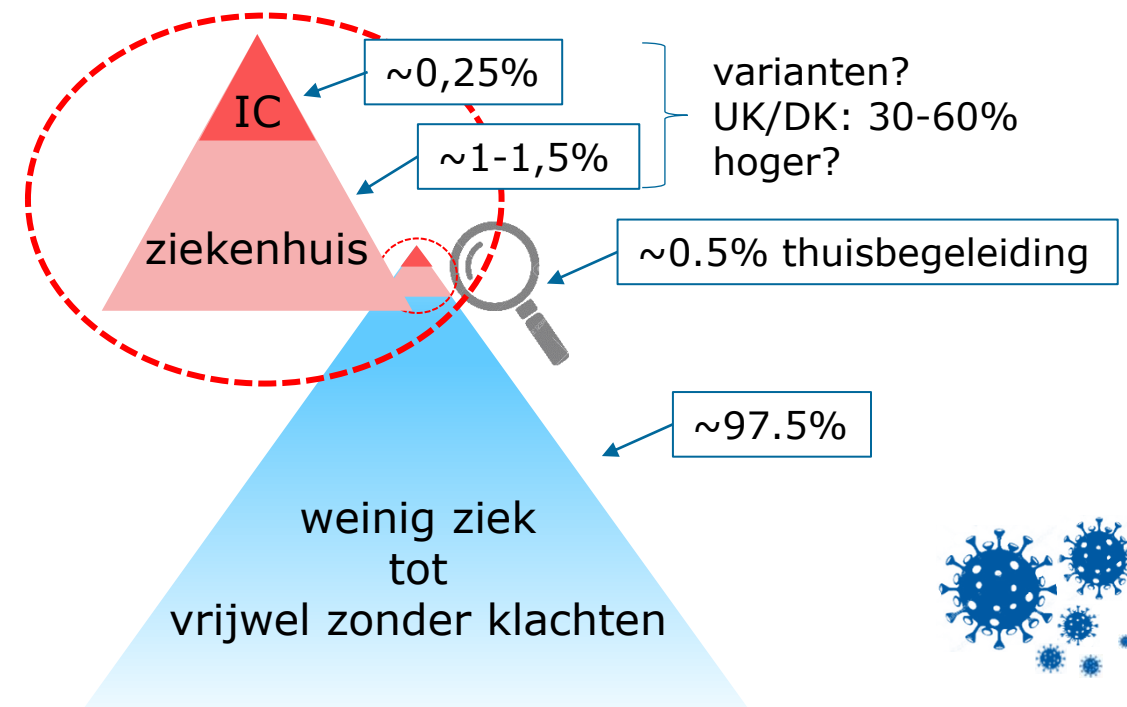 ~0,25%
IC
~1-1,5%
varianten?
UK/DK: 30-60%
hoger?
ziekenhuis
~0.5% thuisbegeleiding
~97.5%
weinig ziek
tot
vrijwel zonder klachten